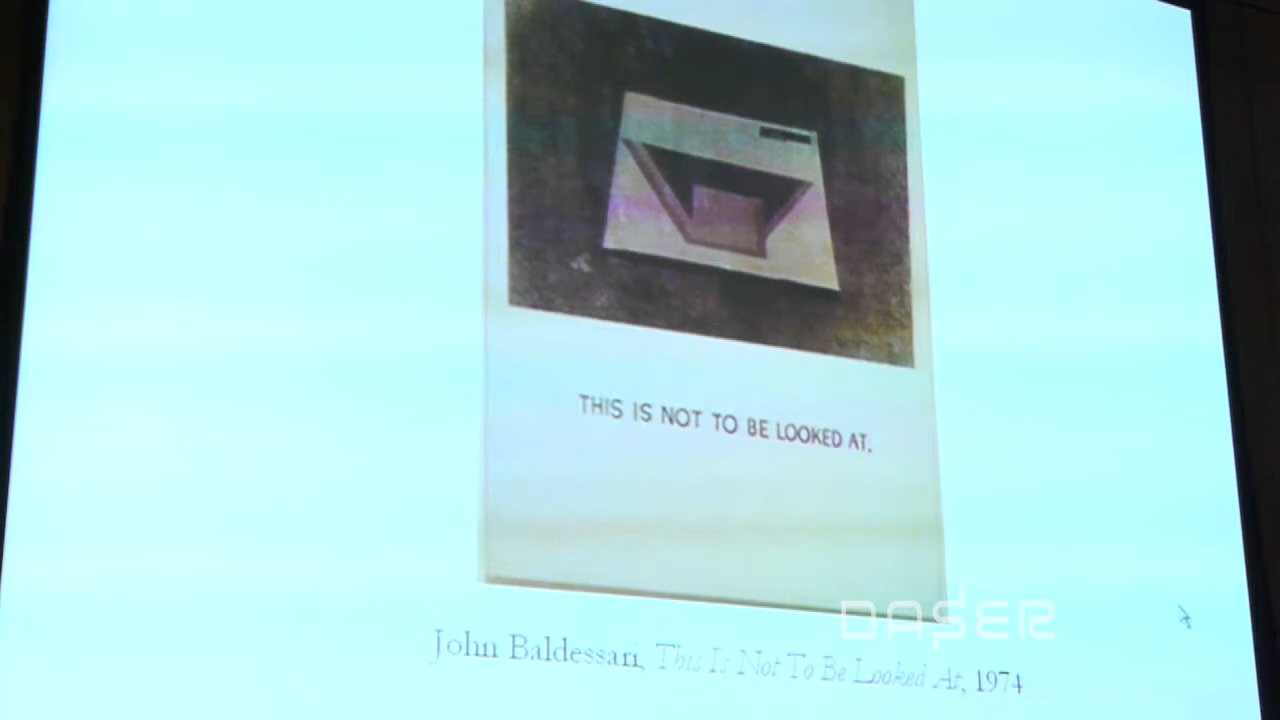 THIS IS NOT TO BE LOOKED AT.
DASER
John Baldessari, This Is Not To Be Looked At, 1974